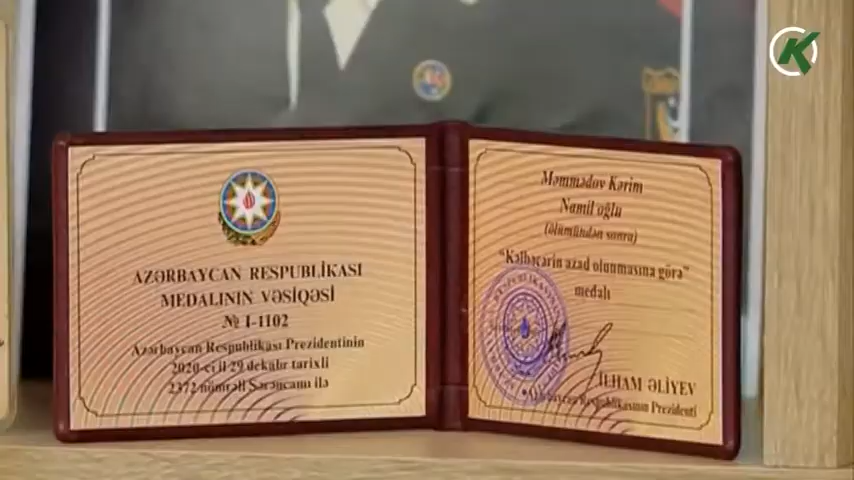 K
AZƏRBAYCAN RESPUBLİKASI
MEDALININ VƏSİQƏSİ
№ I-1102
Azərbaycan Respublikası Prezidentinin
2020-ci il 29 dekabr tarixli
2372 nömrəli Sərəncamı ilə
Məmmədov Kərim
Namil oğlu
(ölümündən sonra)
"Kəlbəcərin azad olunmasına görə"
medalı
İLHAM ƏLİYEV
Azərbaycan Respublikasının Prezidenti